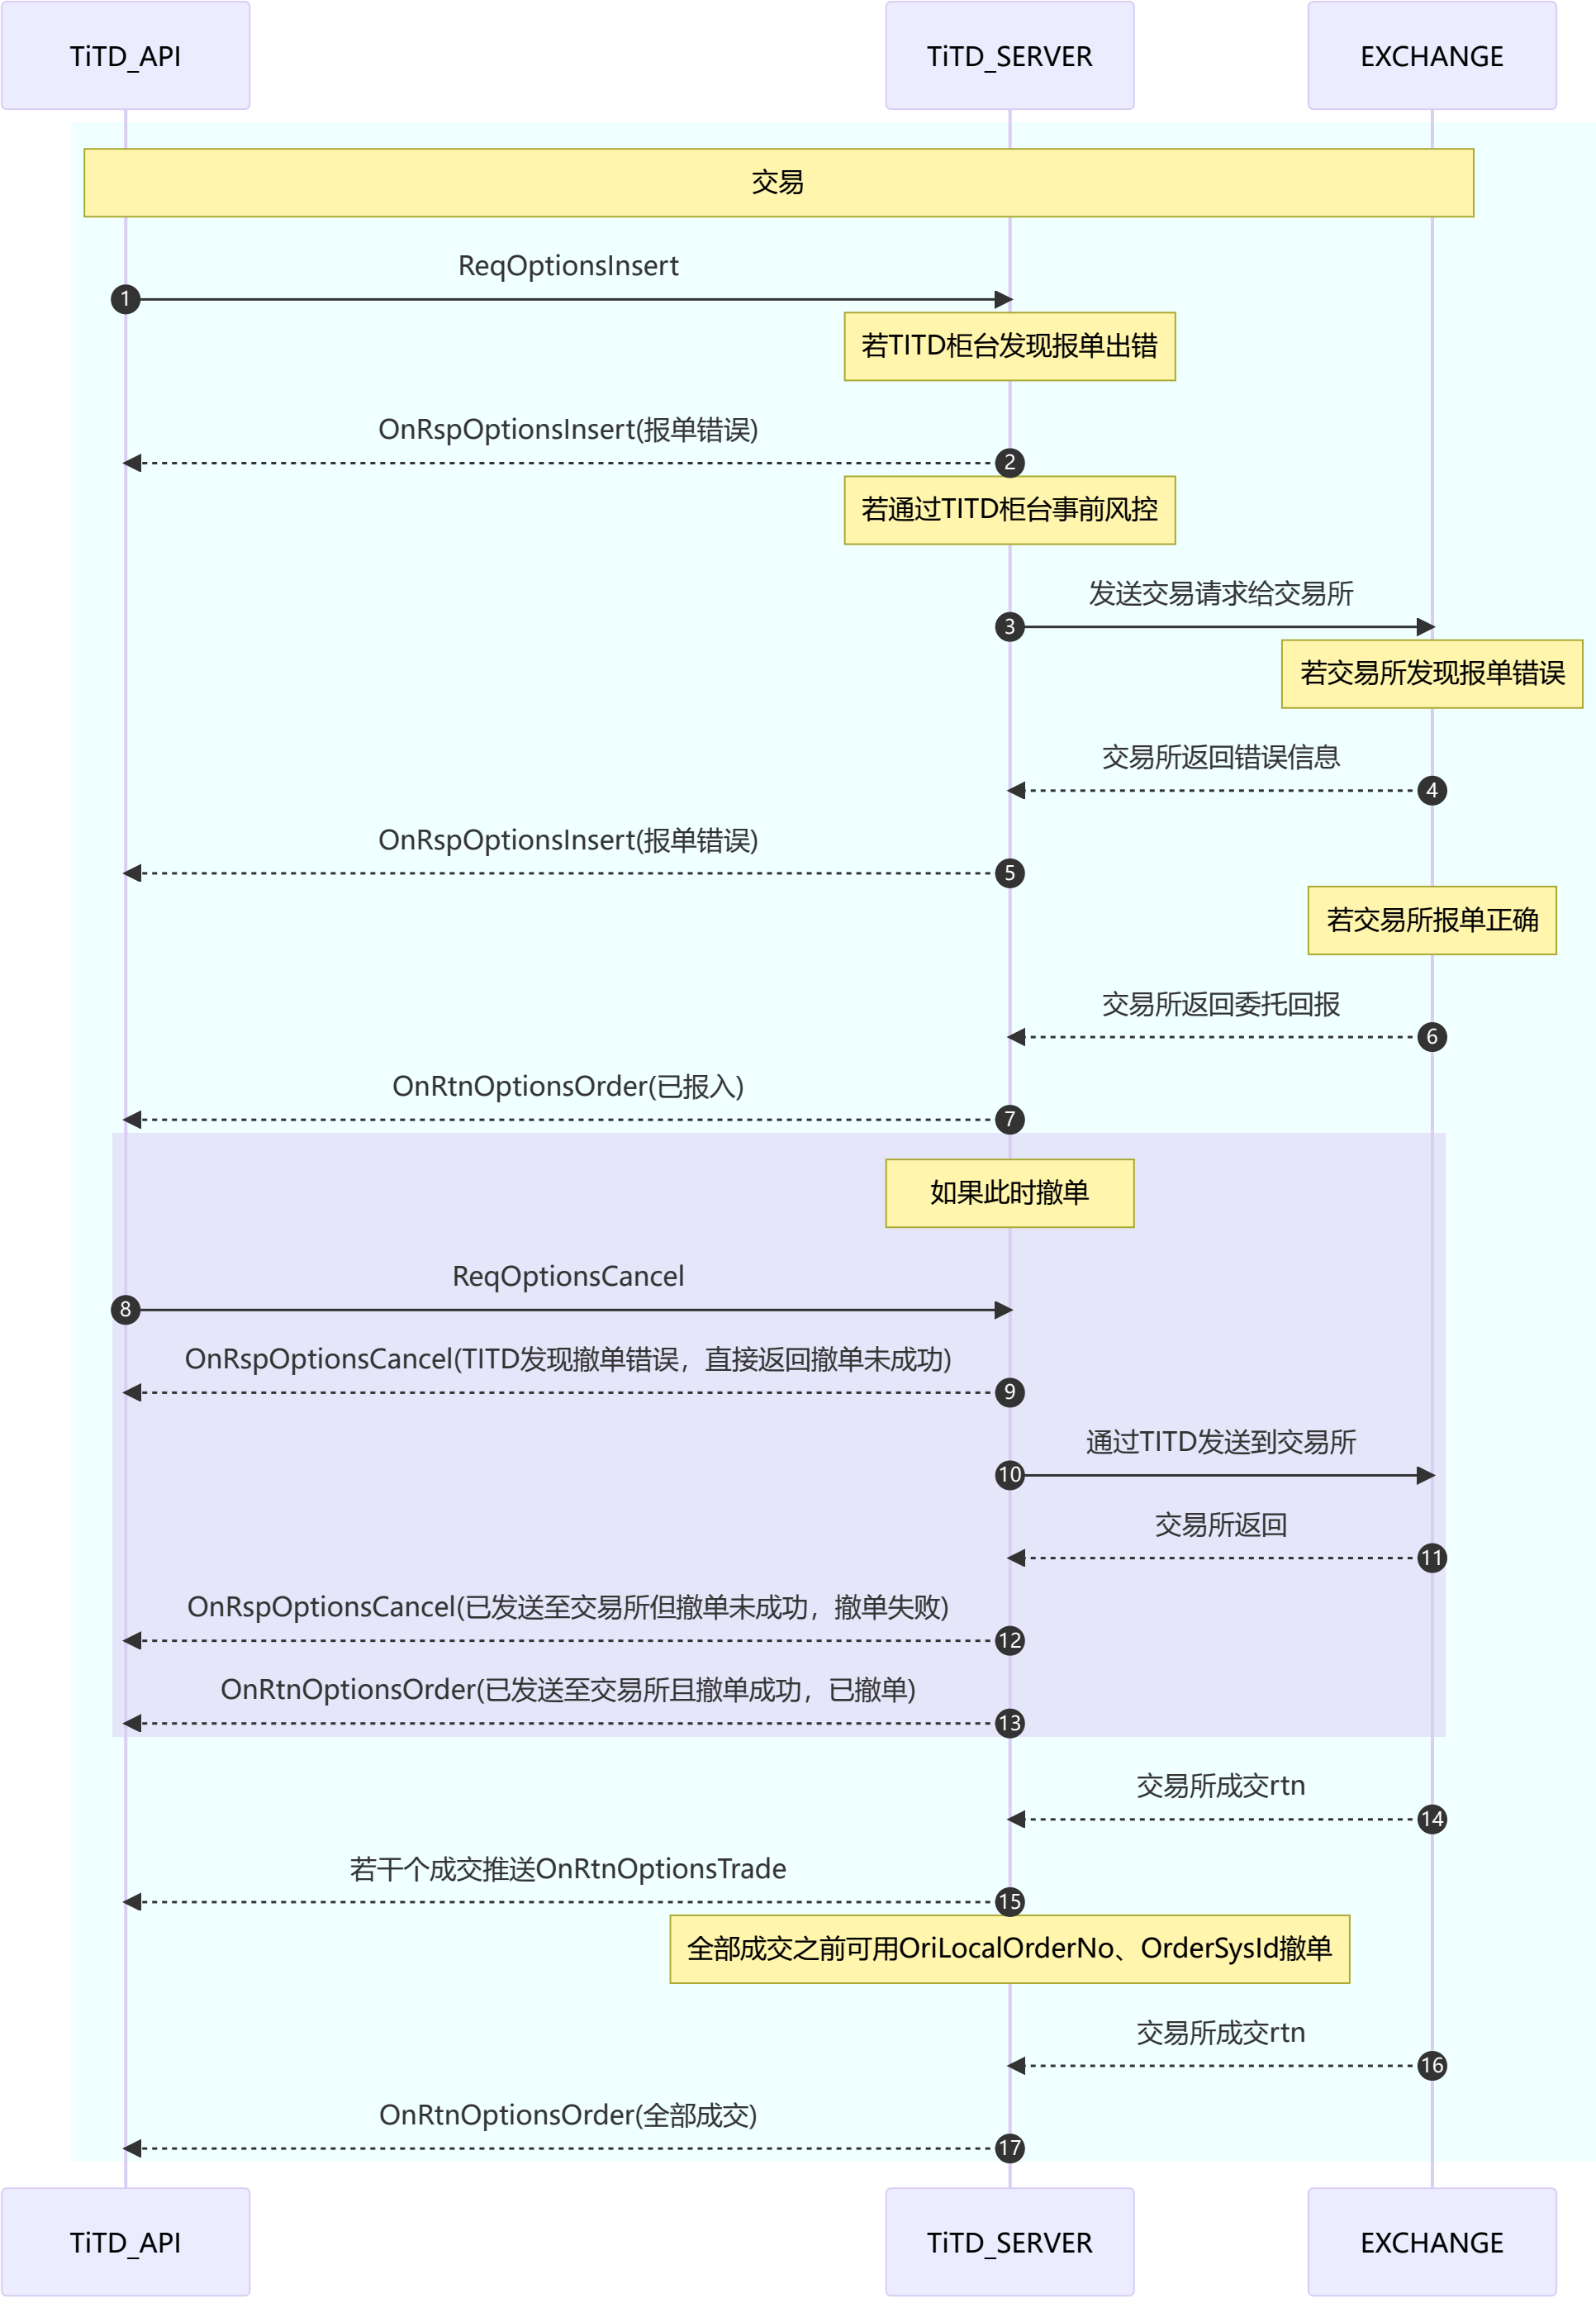 TiTD_API
TiTD_SERVER
EXCHANGE
交易
ReqOptionsInsert
1
若TITD柜台发现报单出错
OnRspOptionsInsert(报单错误)
2
若通过TITD柜台事前风控
发送交易请求给交易所
3
若交易所发现报单错误
交易所返回错误信息
4
OnRspOptionsInsert(报单错误)
5
若交易所报单正确
交易所返回委托回报
6
OnRtnOptionsOrder(已报入)
7
如果此时撤单
ReqOptionsCancel
8
OnRspOptionsCancel(TITD发现撤单错误，直接返回撤单未成功)
9
通过TITD发送到交易所
10
交易所返回
11
OnRspOptionsCancel(已发送至交易所但撤单未成功，撤单失败)
12
OnRtnOptionsOrder(已发送至交易所且撤单成功，已撤单)
13
交易所成交rtn
14
若干个成交推送OnRtnOptionsTrade
15
全部成交之前可用OriLocalOrderNo、OrderSysId撤单
交易所成交rtn
16
OnRtnOptionsOrder(全部成交)
17
TiTD_API
TiTD_SERVER
EXCHANGE